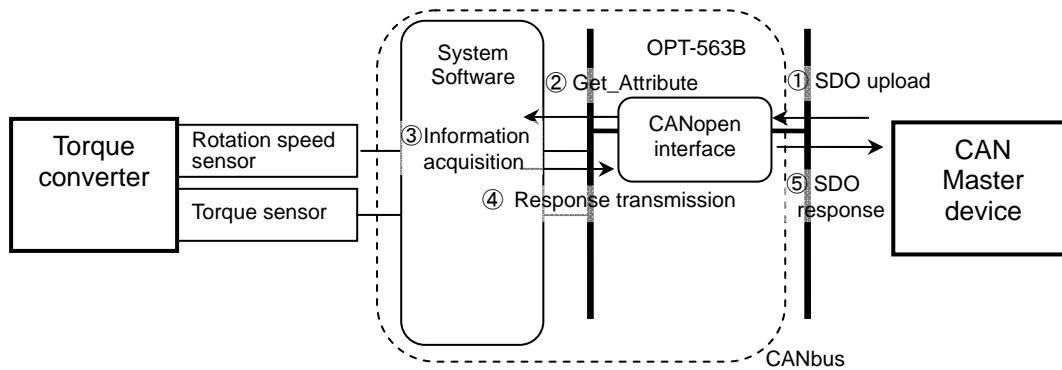 Torque
converter
Rotation speed
sensor
Torque sensor
System
Software
③Information
acquisition
② Get_Attribute
④ Response transmission
OPT-563B
CANopen
interface
① SDO upload
⑤ SDO
response
CAN
Master
device
CANbus